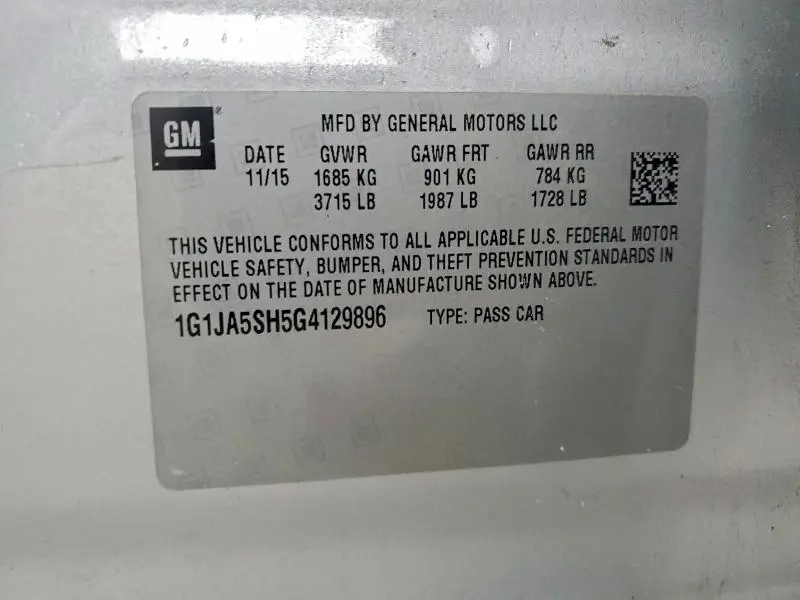 GM®
MFD BY GENERAL MOTORS LLC
DATE GVWR GAWR FRT GAWR RR
11/15 1685 KG 901 KG 784 KG
3715 LB 1987 LB 1728 LB
THIS VEHICLE CONFORMS TO ALL APPLICABLE U.S. FEDERAL MOTOR
VEHICLE SAFETY, BUMPER, AND THEFT PREVENTION STANDARDS IN
EFFECT ON THE DATE OF MANUFACTURE SHOWN ABOVE.
1G1JA5SH5G4129896 TYPE: PASS CAR